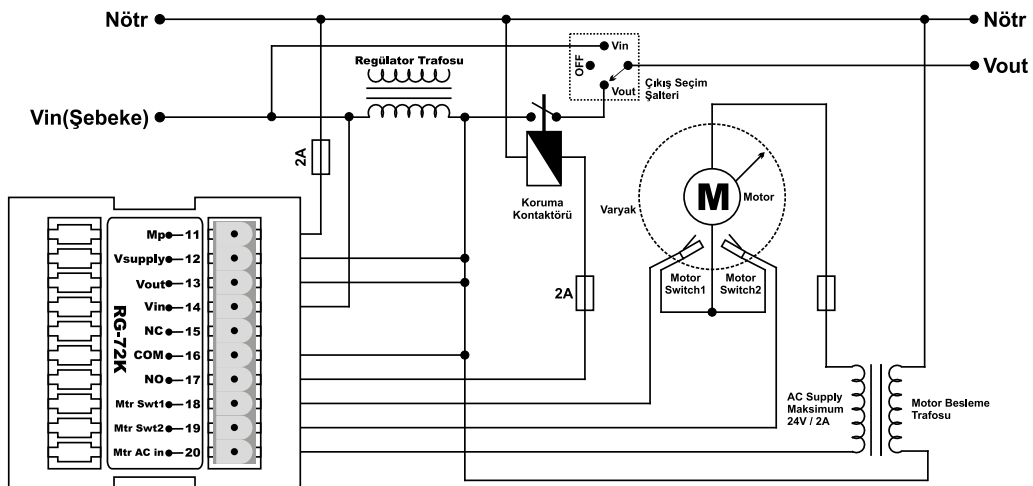 Nötr
Nötr
Vin
OFF
Vout
Çıkış Seçim
Şalteri
Vout
Regülator Trafosu
Vin(Şebeke)
2A
Koruma
Kontaktörü
Varyak
M
Motor
Motor
Switch1
Motor
Switch2
2A
RG-72K
Mp 11
Vsupply 12
Vout 13
Vin 14
NC 15
COM 16
NO 17
Mtr Swt1 18
Mtr Swt2 19
Mtr AC in 20
AC Supply
Maksimum
24V / 2A
Motor Besleme
Trafosu